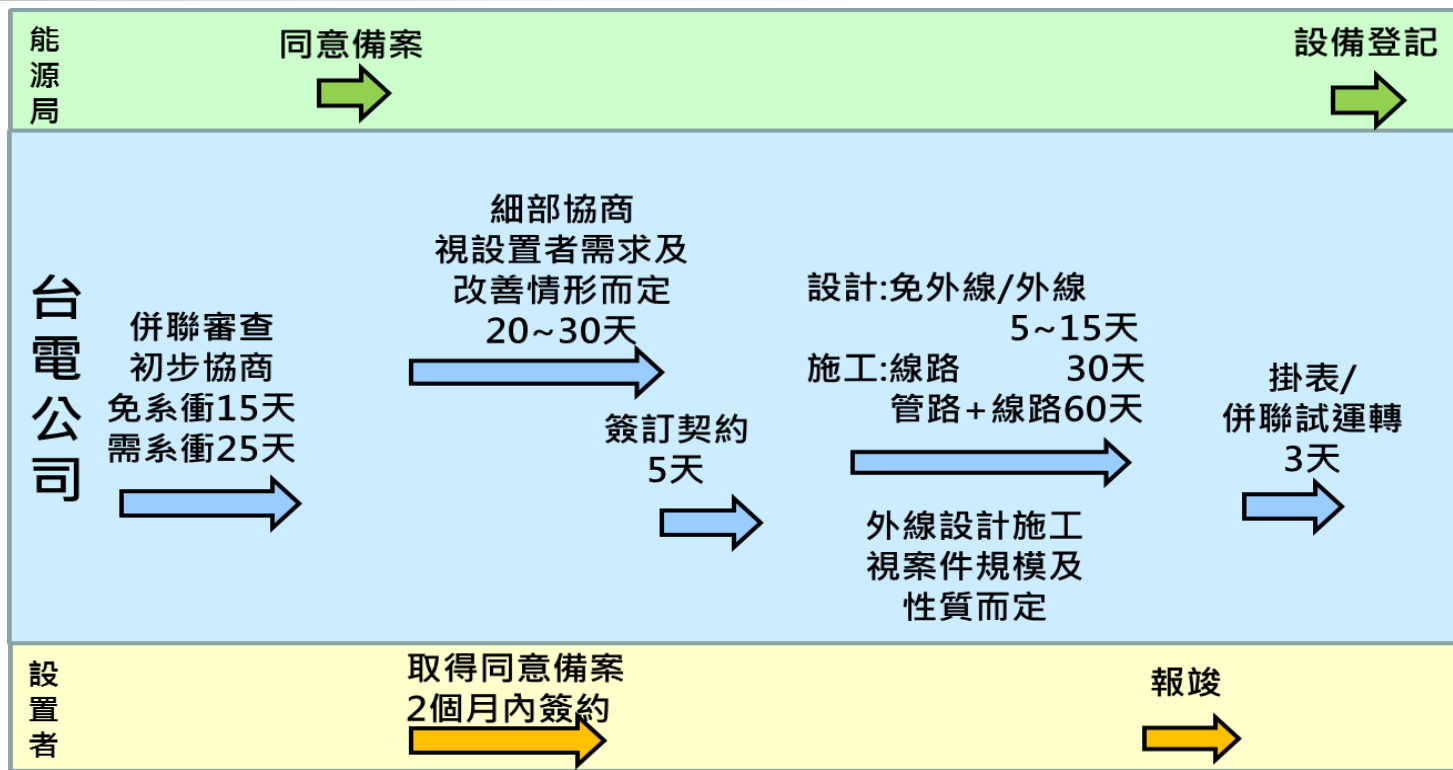 能源局
同意備案
設備登記
台電公司
併聯審查
初步協商
免系衝15天
需系衝25天
細部協商
視設置者需求及
改善情形而定
20~30天
簽訂契約
5天
設計:免外線/外線
5~15天
施工:線路 30天
管路+線路60天
外線設計施工
視案件規模及
性質而定
掛表/
併聯試運轉
3天
設置者
取得同意備案
2個月內簽約
報竣